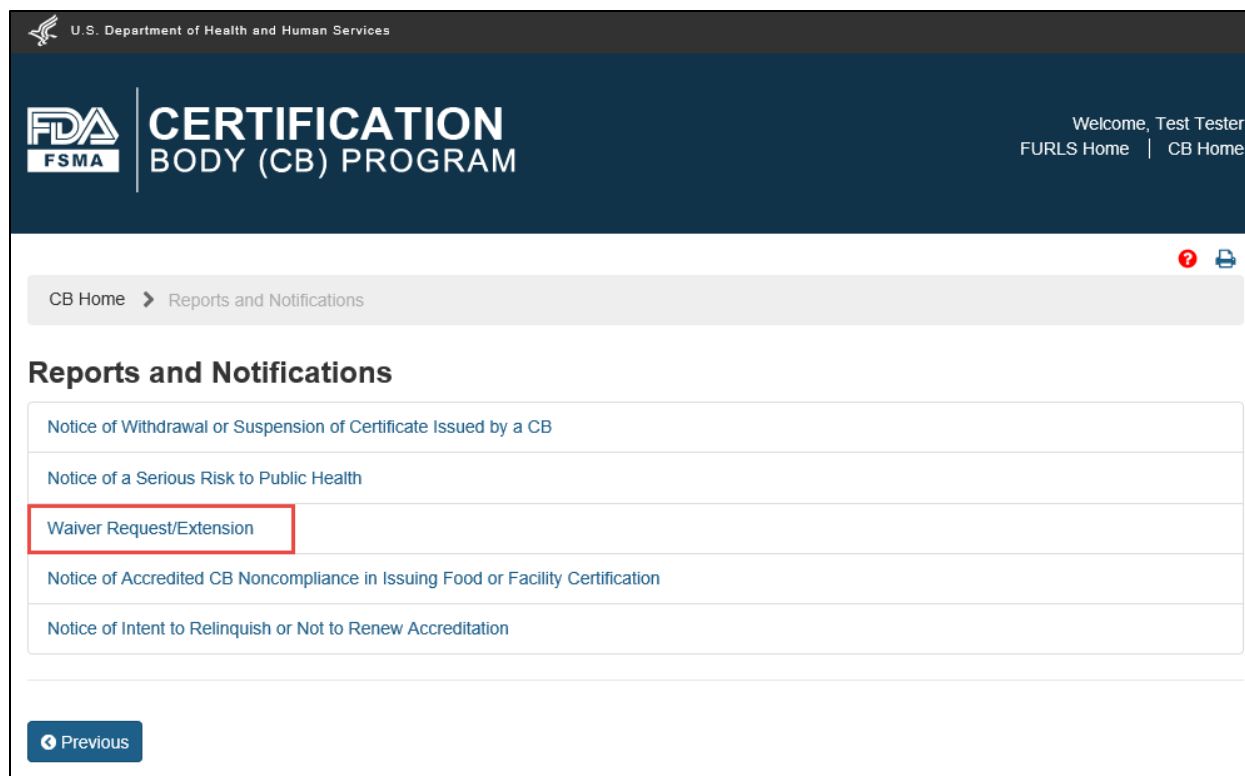 U.S. Department of Health and Human Services
FDA
FSMA
CERTIFICATION
BODY (CB) PROGRAM
Welcome, Test Tester
FURLS Home | CB Home
?
CB Home > Reports and Notifications
Reports and Notifications
Notice of Withdrawal or Suspension of Certificate Issued by a CB
Notice of a Serious Risk to Public Health
Waiver Request/Extension
Notice of Accredited CB Noncompliance in Issuing Food or Facility Certification
Notice of Intent to Relinquish or Not to Renew Accreditation
Previous